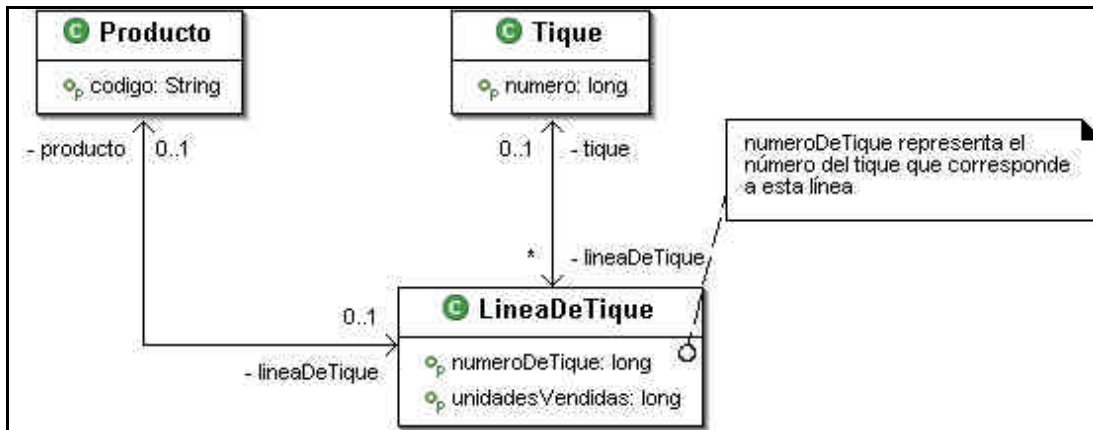 C Producto
p codigo: String
C Tique
p numero: long
- producto 0..1
0..1 - tique
numeroDeTique representa el
número del tique que corresponde
a esta línea
* - lineaDeTique
0..1
- lineaDeTique
C LineaDeTique
p numeroDeTique: long
p unidadesVendidas: long